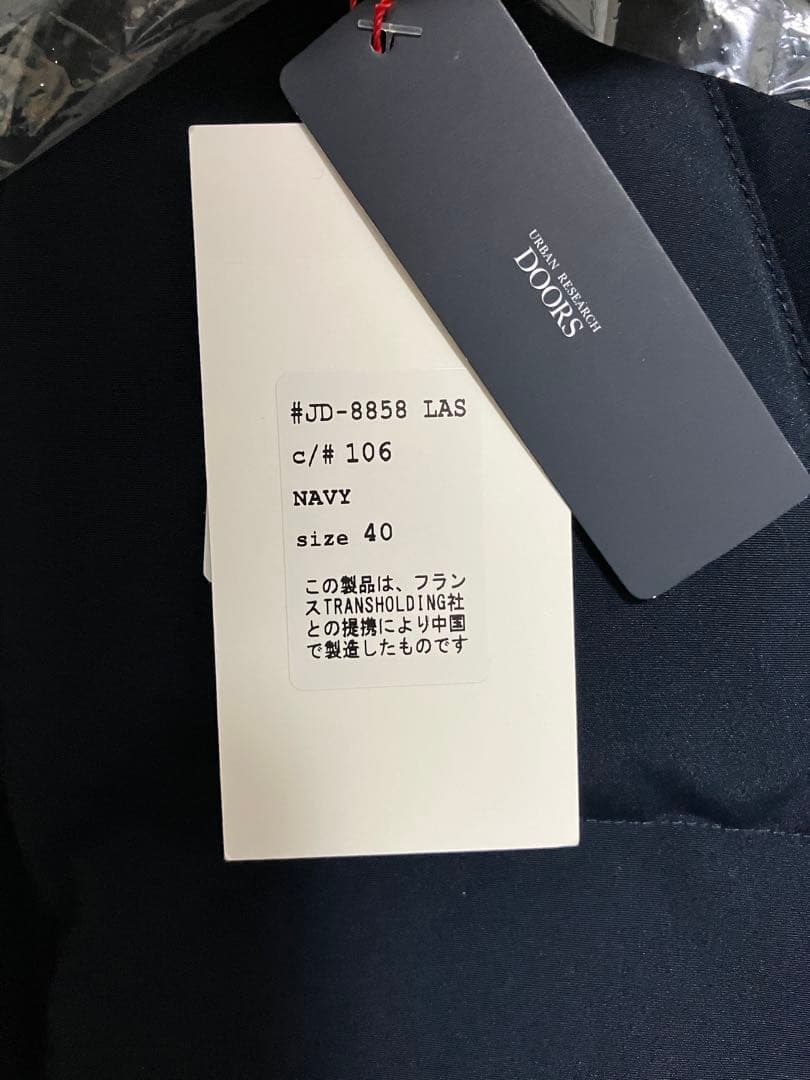 URBAN RESEARCH
DOORS
#JD-8858 LAS
c/# 106
NAVY
size 40
この製品は、フラン
スTRANSHOLDING社
との提携により中国
で製造したものです